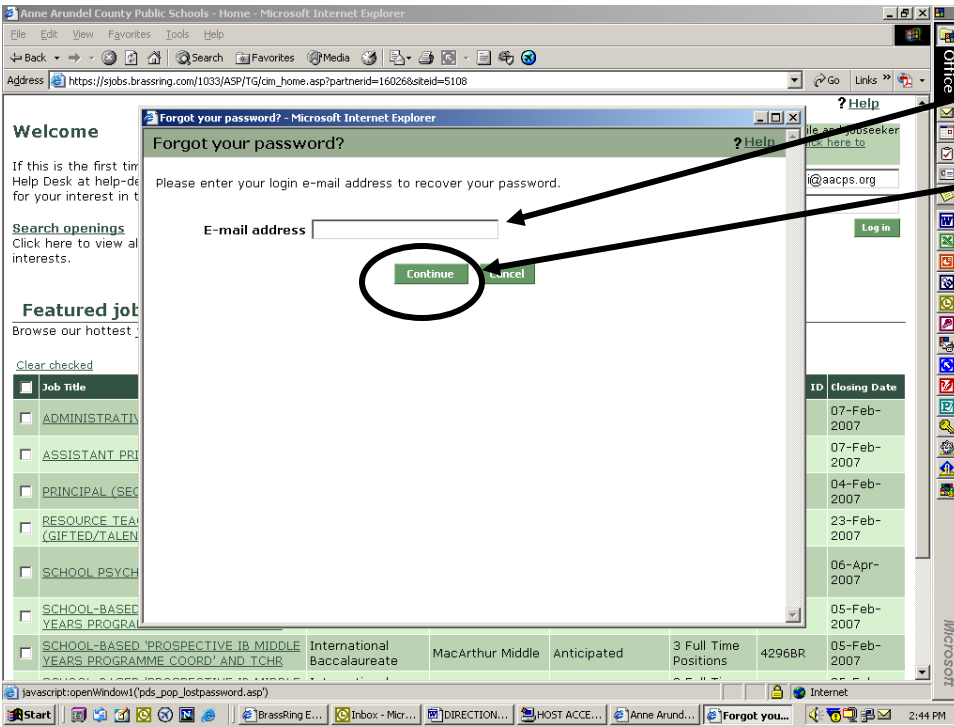 Anne Arundel County Public Schools - Home - Microsoft Internet Explorer
File Edit View Favorites Tools Help
Back Search Favorites Media
Address https://sjobs.brassring.com/1033/ASP/TG/cim_home.asp?partnerid=16026&siteid=5108 Go Links »
Office
? Help
Welcome
ile and jobseeker
lick here to
If this is the first tim
Help Desk at help-de
for your interest in t
i@aacps.org
Search openings
Click here to view al
interests.
Log in
Forgot your password? - Microsoft Internet Explorer
Forgot your password?
? Help
Please enter your login e-mail address to recover your password.
E-mail address
Continue Cancel
Featured job
Browse our hottest
Clear checked
Job Title ID Closing Date
ADMINISTRATIV 07-Feb-
2007
ASSISTANT PRI 07-Feb-
2007
PRINCIPAL (SEC 04-Feb-
2007
RESOURCE TEA 23-Feb-
(GIFTED/TALEN 2007
SCHOOL PSYCH 06-Apr-
2007
SCHOOL-BASED 05-Feb-
YEARS PROGRA 2007
SCHOOL-BASED 'PROSPECTIVE IB MIDDLE International MacArthur Middle Anticipated 3 Full Time 4296BR 05-Feb-
YEARS PROGRAMME COORD' AND TCHR Baccalaureate Positions 2007
Microsoft
javascript:openWindow1('pds_pop_lostpassword.asp') Internet
Start BrassRing E... Inbox - Micr... DIRECTION... HOST ACCE... Anne Arund... Forgot you... 2:44 PM